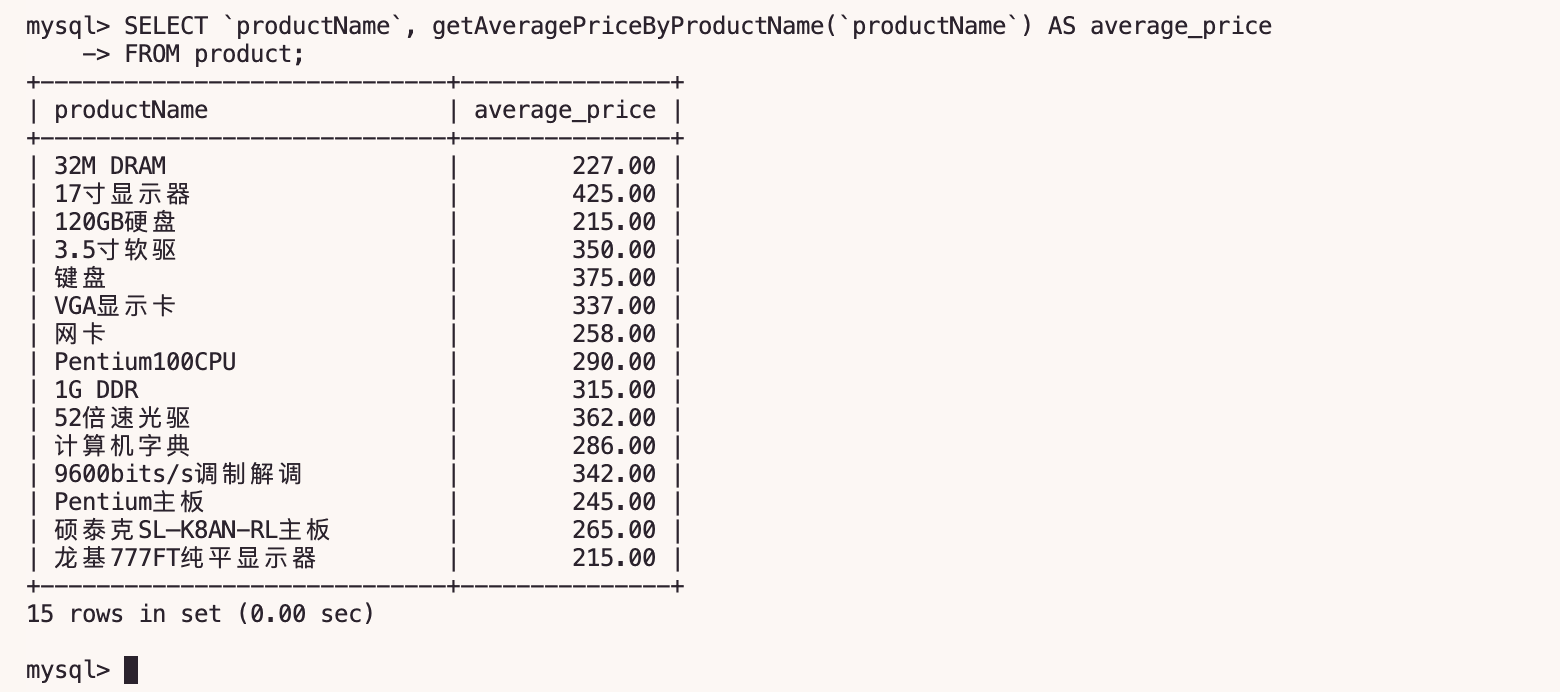 mysql> SELECT `productName`, getAveragePriceByProductName(`productName`) AS average_price
    -> FROM product;
+-----------------------------+---------------+
| productName                 | average_price |
+-----------------------------+---------------+
| 32M DRAM                    |        227.00 |
| 17寸显示器                  |        425.00 |
| 120GB硬盘                   |        215.00 |
| 3.5寸软驱                   |        350.00 |
| 键盘                        |        375.00 |
| VGA显示卡                   |        337.00 |
| 网卡                        |        258.00 |
| Pentium100CPU               |        290.00 |
| 1G DDR                      |        315.00 |
| 52倍速光驱                  |        362.00 |
| 计算机字典                  |        286.00 |
| 9600bits/s调制解调          |        342.00 |
| Pentium主板                 |        245.00 |
| 硕泰克SL-K8AN-RL主板        |        265.00 |
| 龙基777FT纯平显示器         |        215.00 |
+-----------------------------+---------------+
15 rows in set (0.00 sec)

mysql>